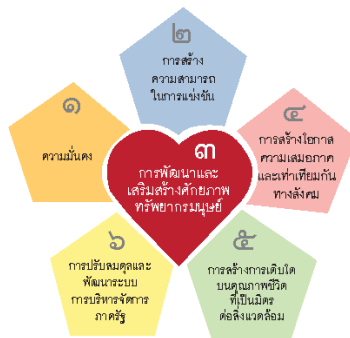 ๑
ความมั่นคง
๒
การสร้าง
ความสามารถ
ในการแข่งขัน
๓
การพัฒนาและ
เสริมสร้างศักยภาพ
ทรัพยากรมนุษย์
๔
การสร้างโอกาส
ความเสมอภาค
และเท่าเทียมกัน
ทางสังคม
๕
การสร้างการเติบโต
บนคุณภาพชีวิต
ที่เป็นมิตร
ต่อสิ่งแวดล้อม
๖
การปรับสมดุลและ
พัฒนาระบบ
การบริหารจัดการ
ภาครัฐ